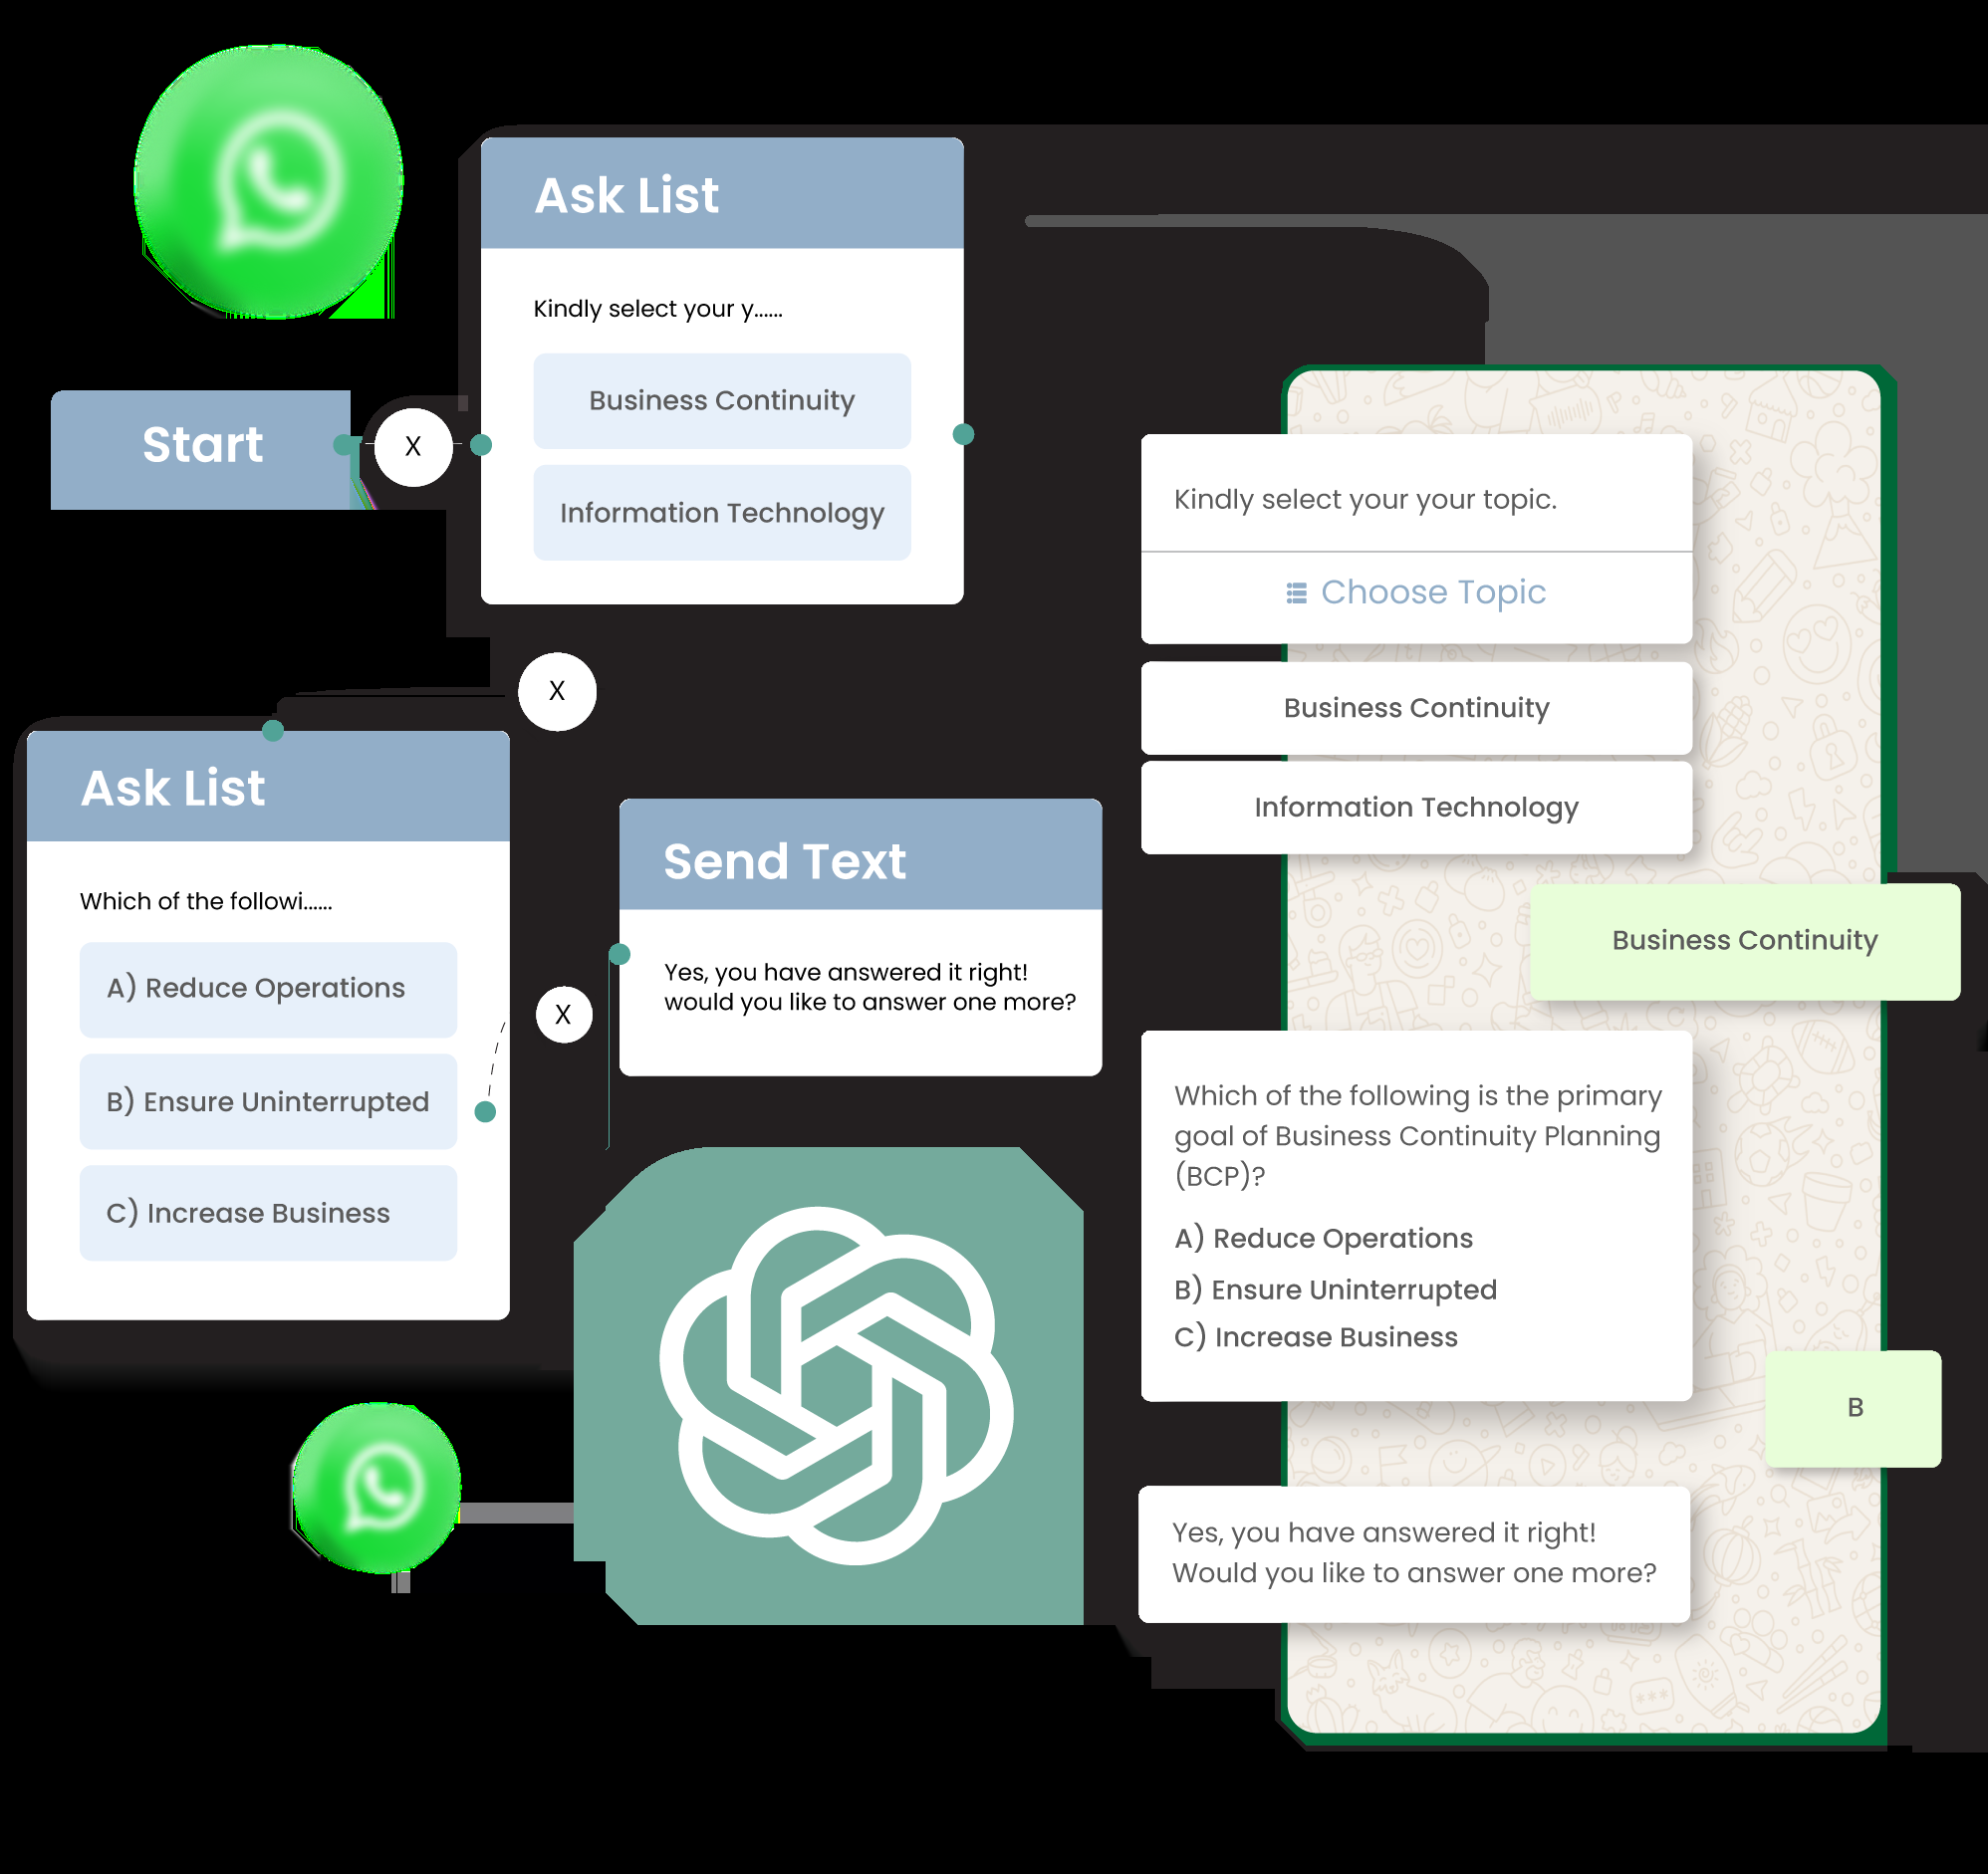 Start
X
Ask List
Kindly select your y......
Business Continuity
Information Technology
X
Ask List
Which of the followi......
A) Reduce Operations
B) Ensure Uninterrupted
C) Increase Business
X
Send Text
Yes, you have answered it right!
would you like to answer one more?
Kindly select your your topic.
Choose Topic
Business Continuity
Information Technology
Business Continuity
Which of the following is the primary
goal of Business Continuity Planning
(BCP)?
A) Reduce Operations
B) Ensure Uninterrupted
C) Increase Business
B
Yes, you have answered it right!
Would you like to answer one more?